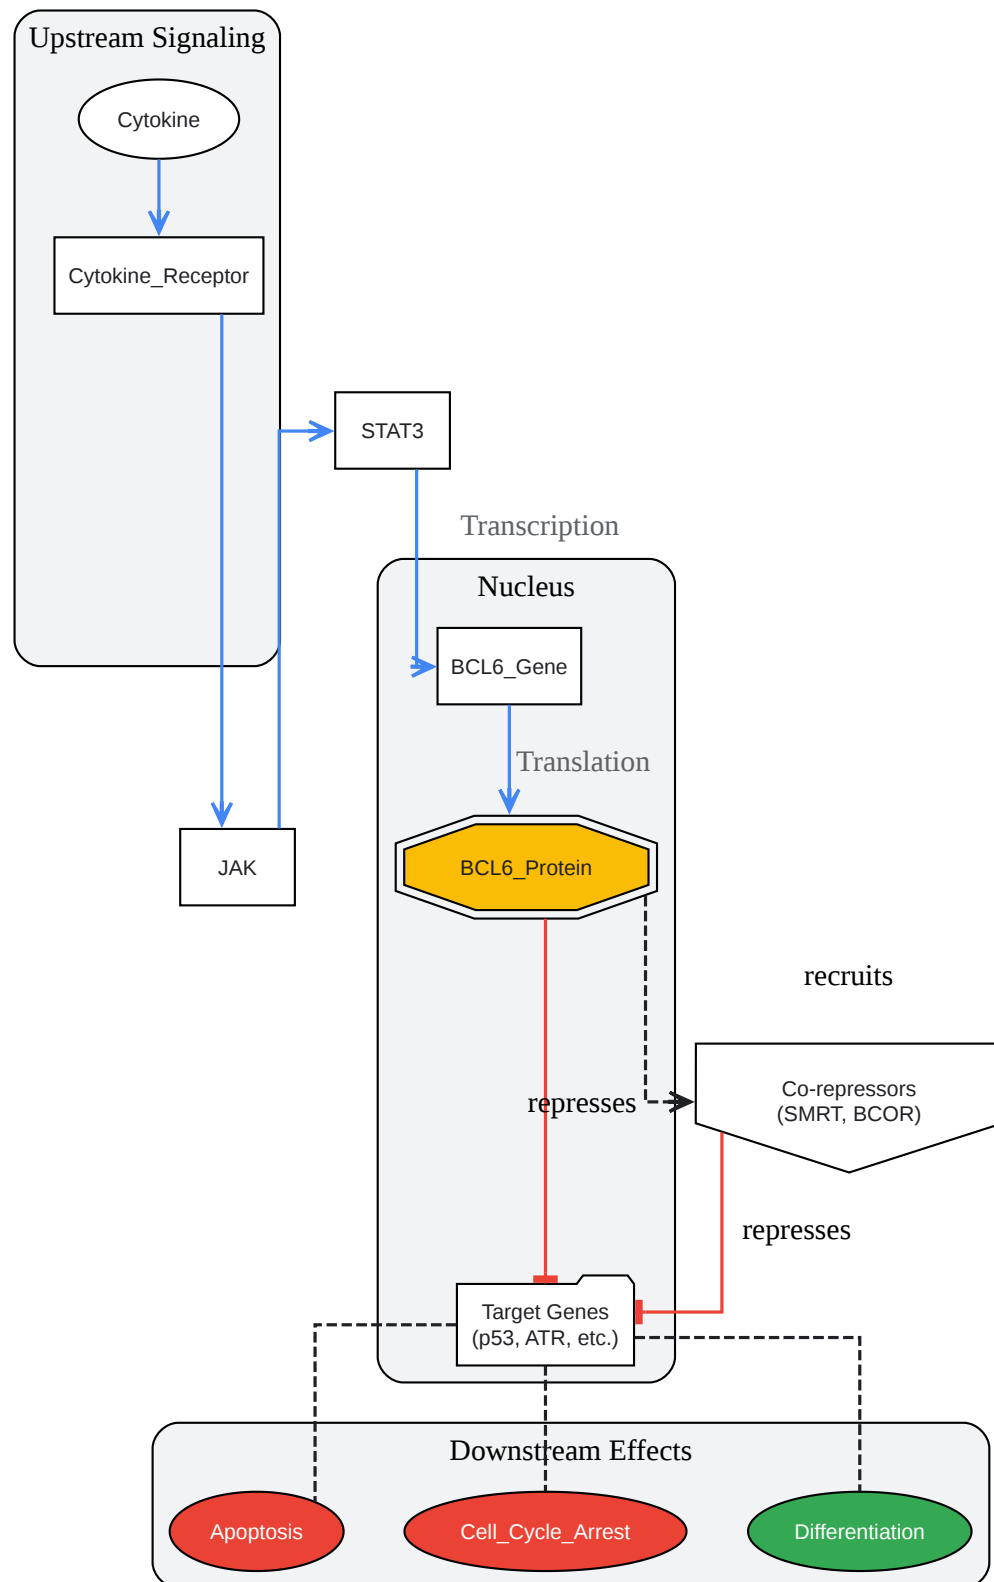 Upstream Signaling
Cytokine
Cytokine_Receptor
STAT3
Transcription
Nucleus
BCL6_Gene
Translation
JAK
BCL6_Protein
recruits
Co-repressors
(SMRT, BCOR)
represses
represses
Target Genes
(p53, ATR, etc.)
Downstream Effects
Apoptosis
Cell_Cycle_Arrest
Differentiation